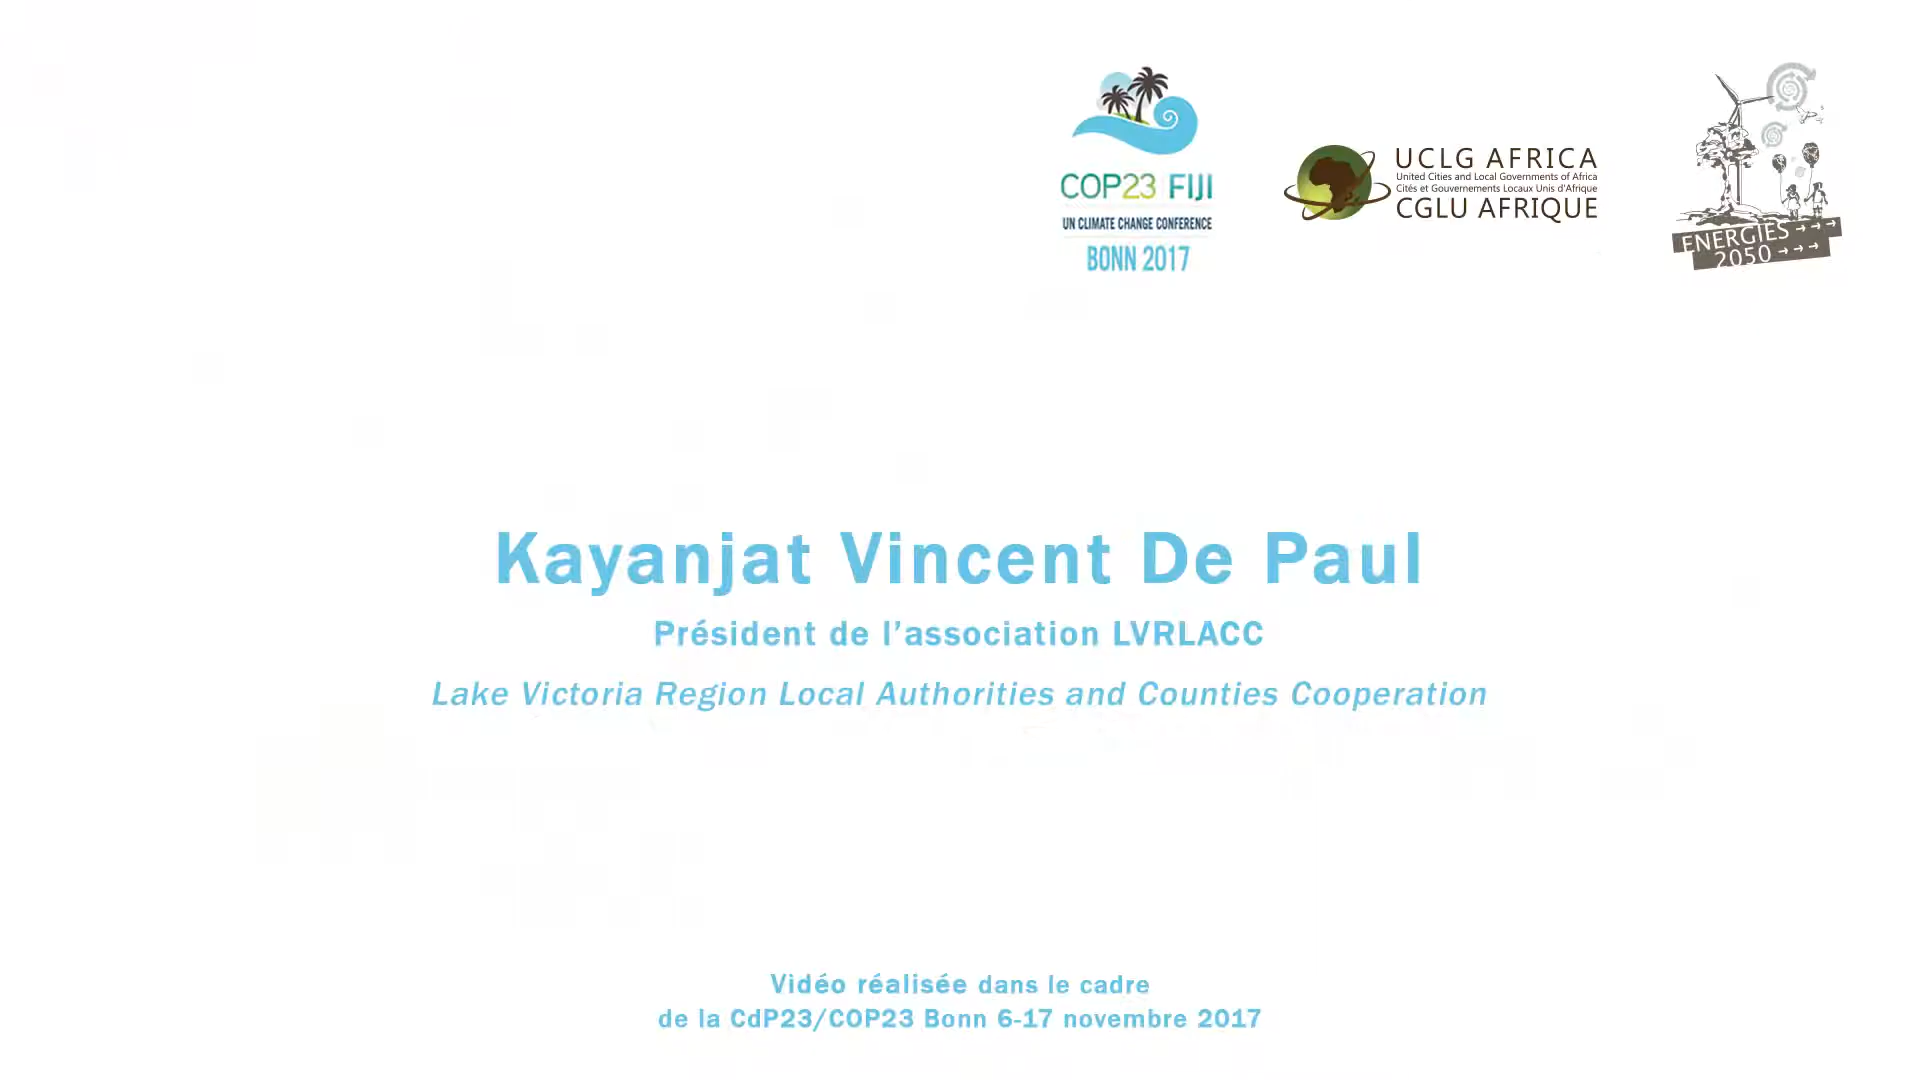 COP23 FIJI
UN CLIMATE CHANGE CONFERENCE
BONN 2017
UCLG AFRICA
United Cities and Local Governments of Africa
Cités et Gouvernements Locaux Unis d'Afrique
CGLU AFRIQUE
ENERGIES
2050
Kayanjat Vincent De Paul
Président de l’association LVRLACC
Lake Victoria Region Local Authorities and Counties Cooperation
Vidéo réalisée dans le cadre
de la CdP23/COP23 Bonn 6-17 novembre 2017